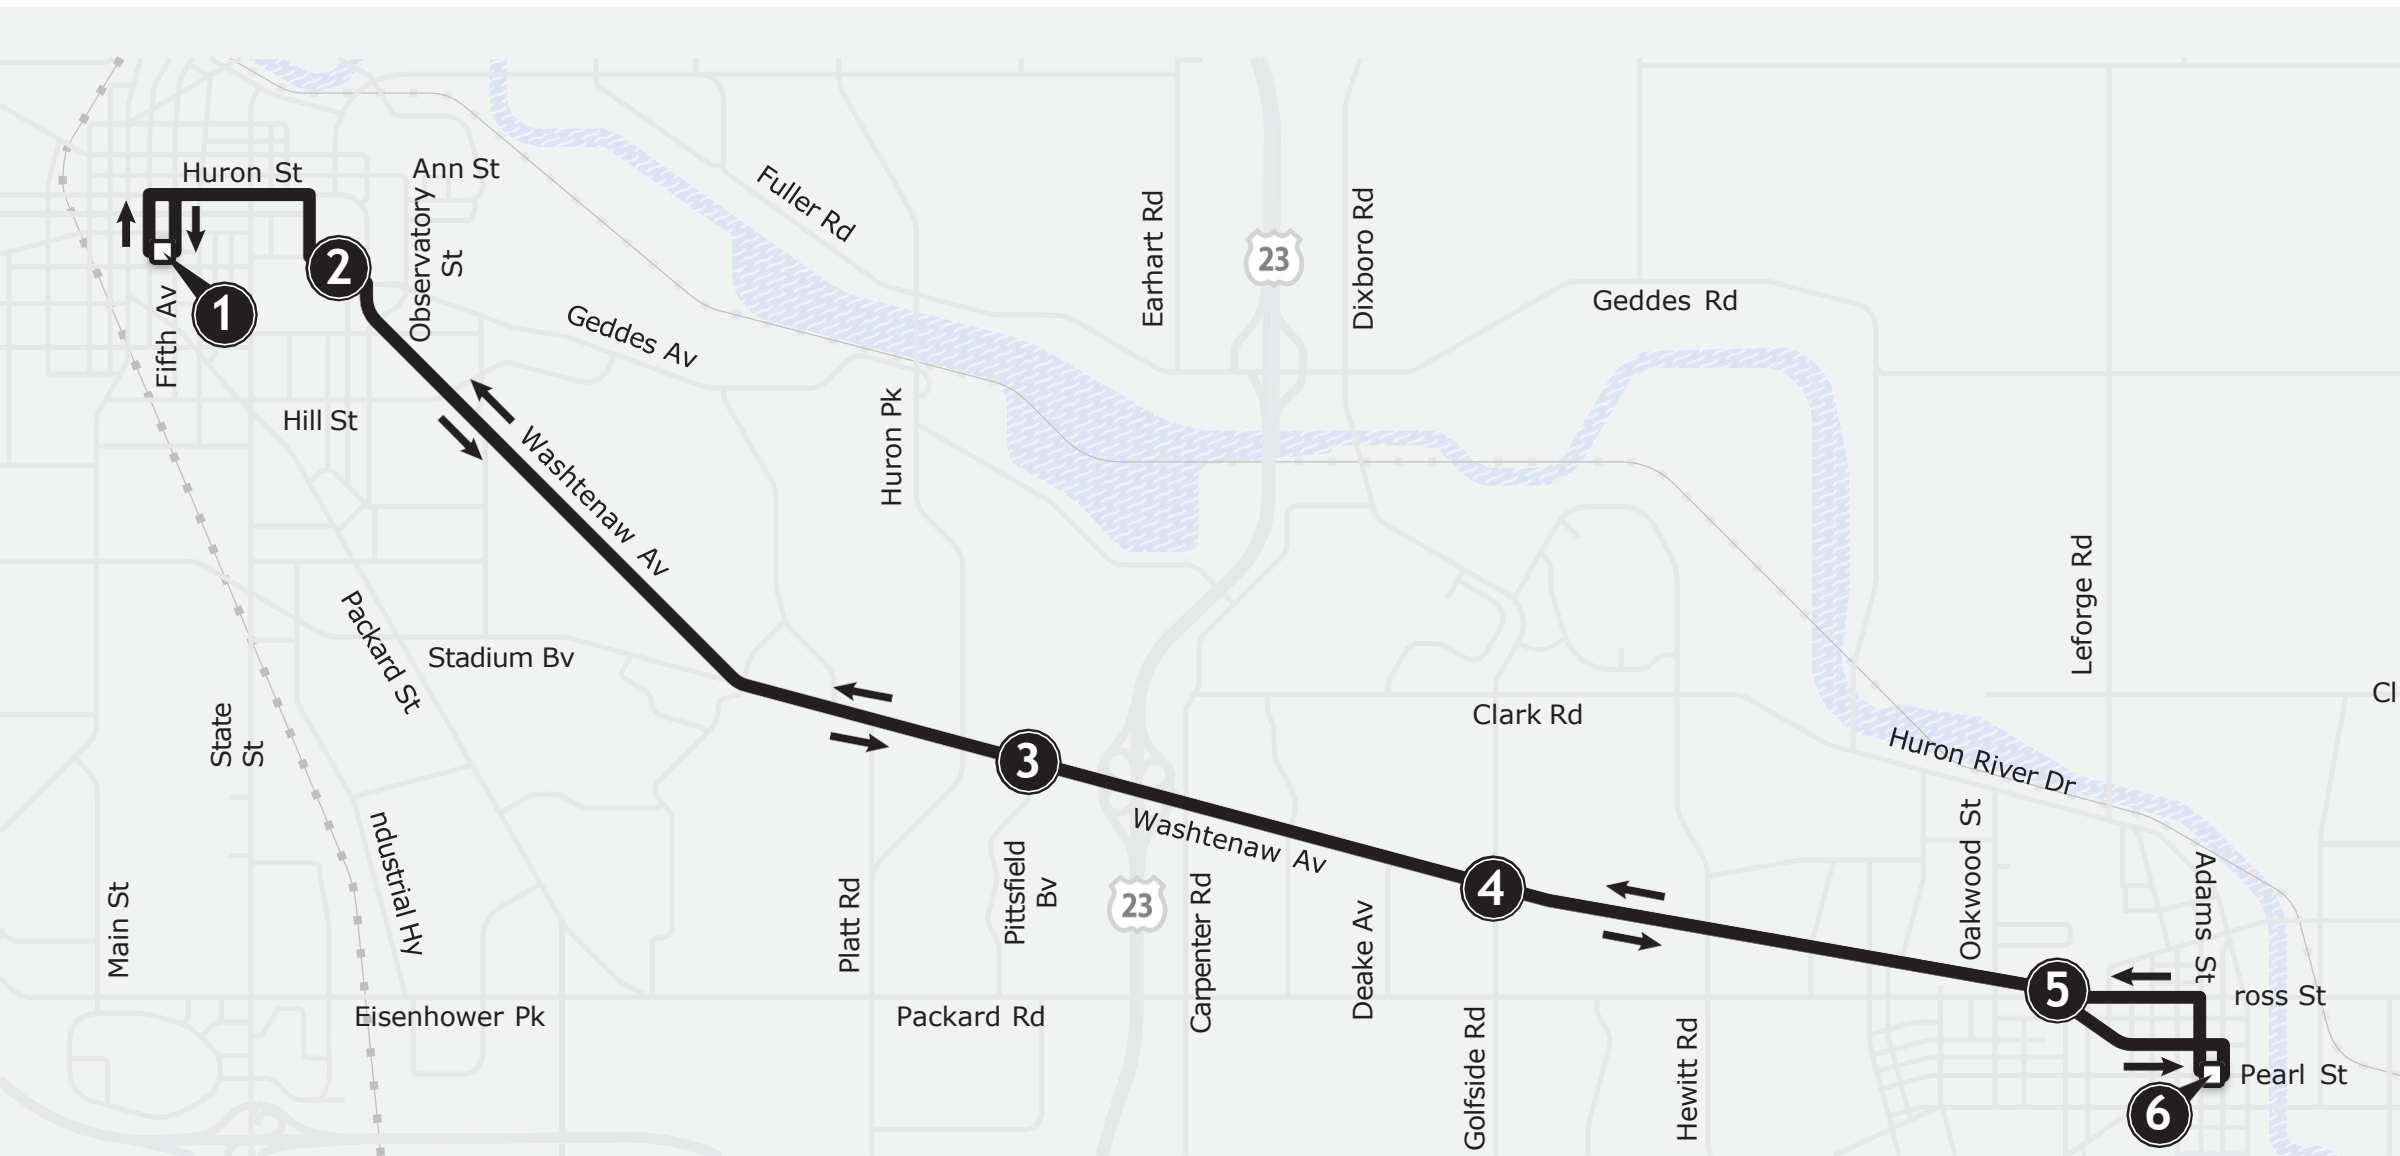 Huron St
Ann St
Observatory
St
Fuller Rd
Earhart Rd
23
Dixboro Rd
Geddes Rd
2
1
Fifth Av
Geddes Av
Hill St
Huron Pk
Washtenaw Av
Leforge Rd
Packard St
Stadium Bv
State
St
Clark Rd
Cl
Huron River Dr
3
Washtenaw Av
Main St
ndustrial Hy
Platt Rd
Pittsfield
Bv
23
Carpenter Rd
Deake Av
4
Oakwood St
Adams St
5
ross St
Eisenhower Pk
Packard Rd
Golfside Rd
Hewitt Rd
Pearl St
6